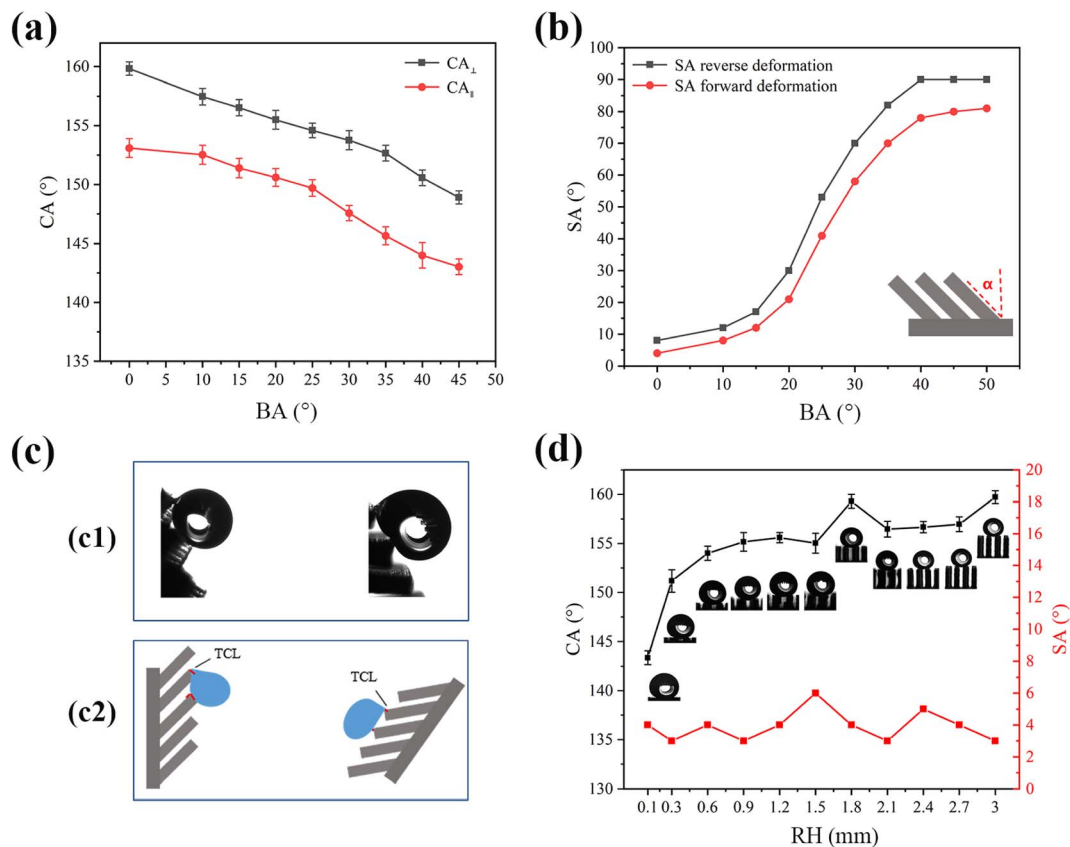 (a)
CA⊥
CA∥
160
155
150
145
140
135
CA (°)
0 5 10 15 20 25 30 35 40 45 50
BA (°)
(b)
SA reverse deformation
SA forward deformation
100
90
80
70
60
50
40
30
20
10
0
SA (°)
α
0 10 20 30 40 50
BA (°)
(c)
(c1)
(c2)
TCL
TCL
(d)
160
155
150
145
140
135
130
CA (°)
20
18
16
14
12
10
8
6
4
2
0
SA (°)
0.1 0.3 0.6 0.9 1.2 1.5 1.8 2.1 2.4 2.7 3
RH (mm)